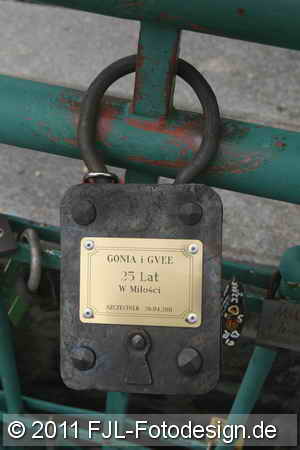 GONIA i GVEE
25 Lat
W Miłości
© 2011 FJL-Fotodesign.de